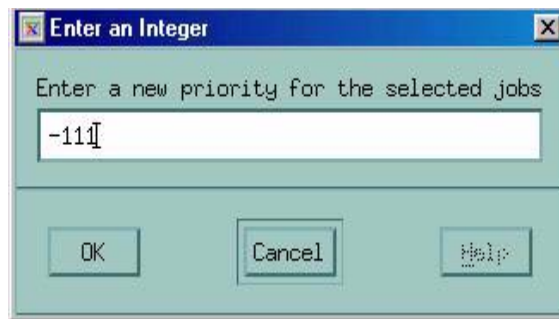 Enter an Integer
Enter a new priority for the selected jobs
-111
OK Cancel Help